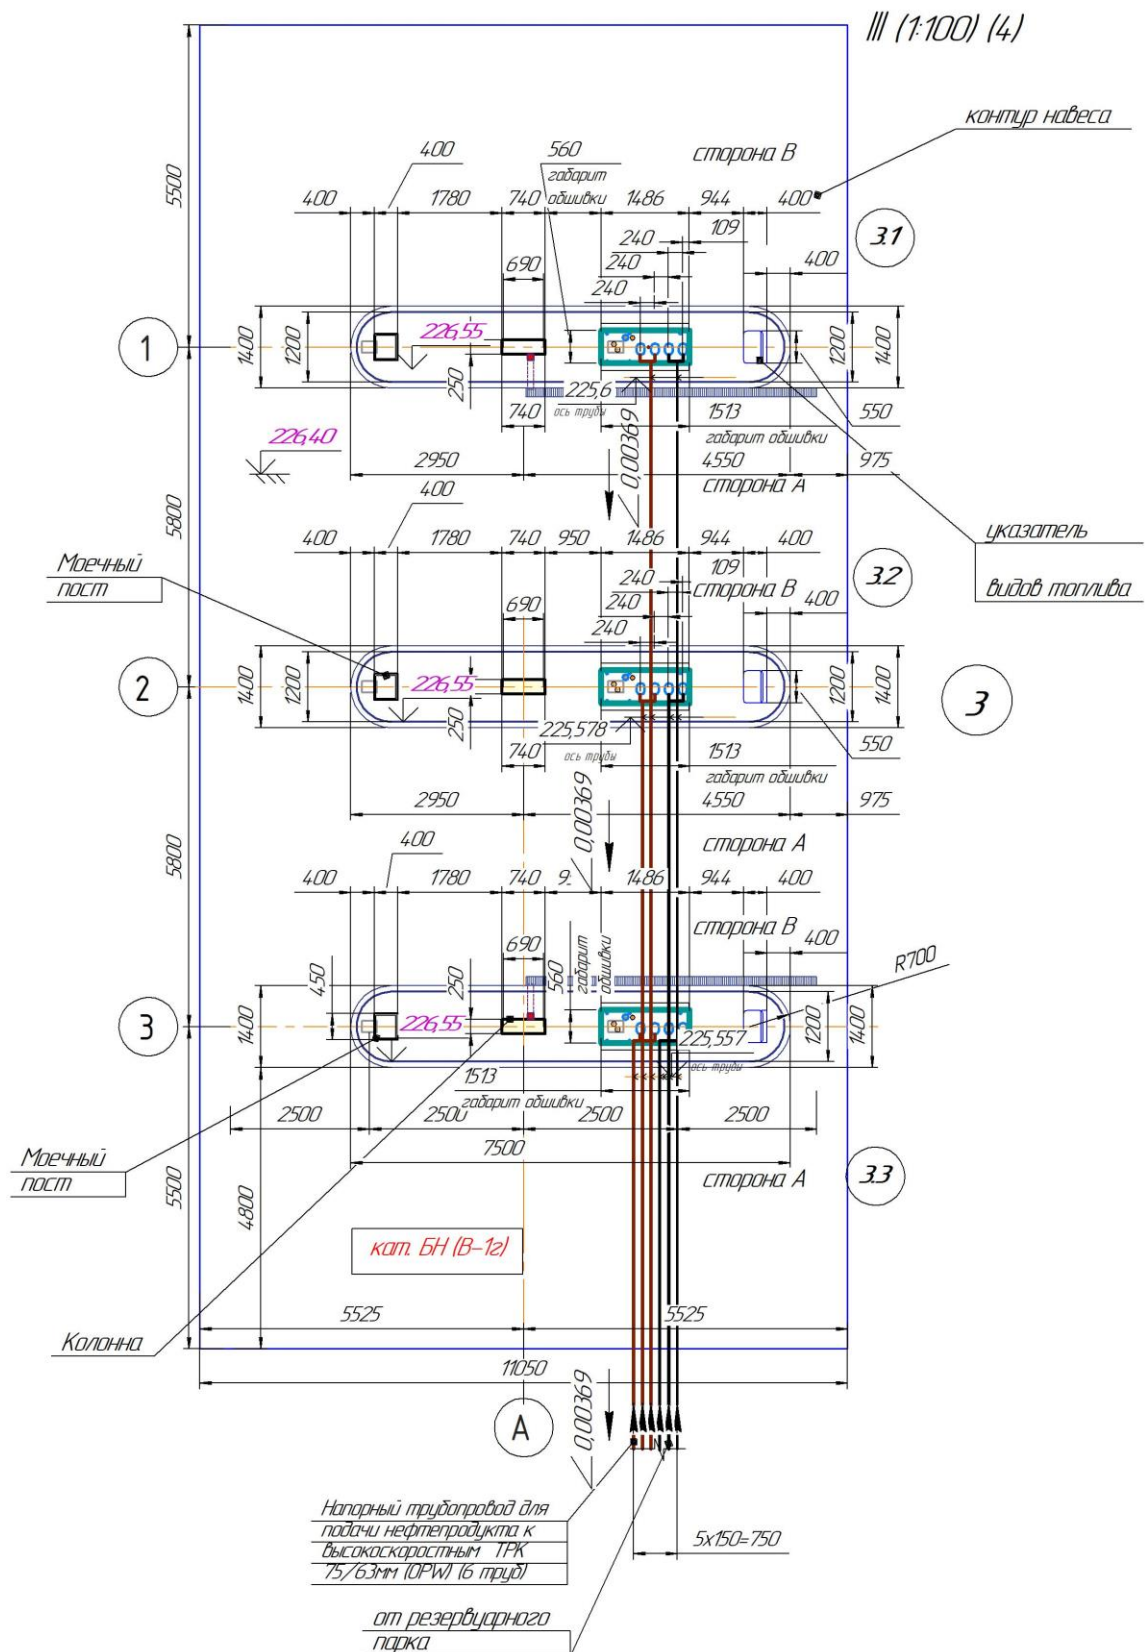 III (1:100) (4)
контур навеса
400
560
сторона В
габарит
обшивки
400
1780
740
1486
944
400
109
3.1
240
690
240
400
240
5500
1
1400
1200
226,55
250
1200
1400
225,6
ось трубы
740
1513
550
габарит обшивки
226,40
0,00369
2950
4550
975
400
сторона А
указатель
видов топлива
5800
Моечный
пост
400
1780
740
950
1486
944
400
109
3.2
240
сторона В
690
240
400
240
2
1400
1200
226,55
250
1200
1400
3
225,578
ось трубы
740
1513
550
габарит обшивки
2950
4550
975
0,00369
400
сторона А
5800
400
1780
740
9
1486
944
400
сторона В
690
400
R700
450
250
560
габарит
обшивки
3
1400
226,55
1200
1400
225,557
ось трубы
1513
габарит обшивки
2500
2500
2500
2500
7500
Моечный
пост
сторона А
3.3
5500
4800
кат. БН (В-1г)
5525
5525
Колонна
11050
А
0,00369
Напорный трубопровод для
подачи нефтепродукта к
высокоскоростным ТРК
75/63мм (OPW) (6 труб)
5х150=750
от резервуарного
парка